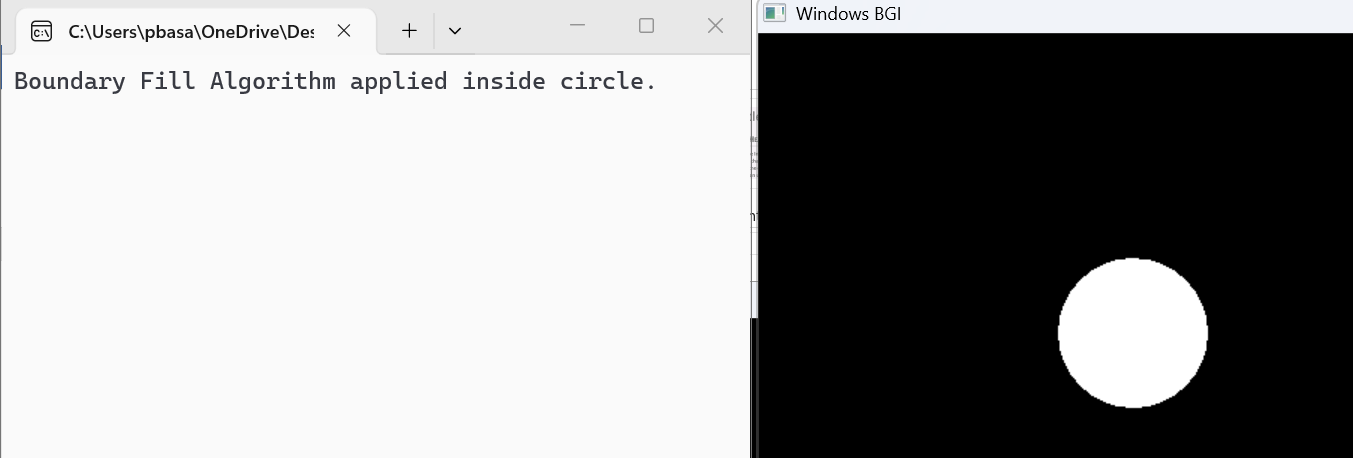 C:\Users\pbasa\OneDrive\Des
Boundary Fill Algorithm applied inside circle.
Windows BGI